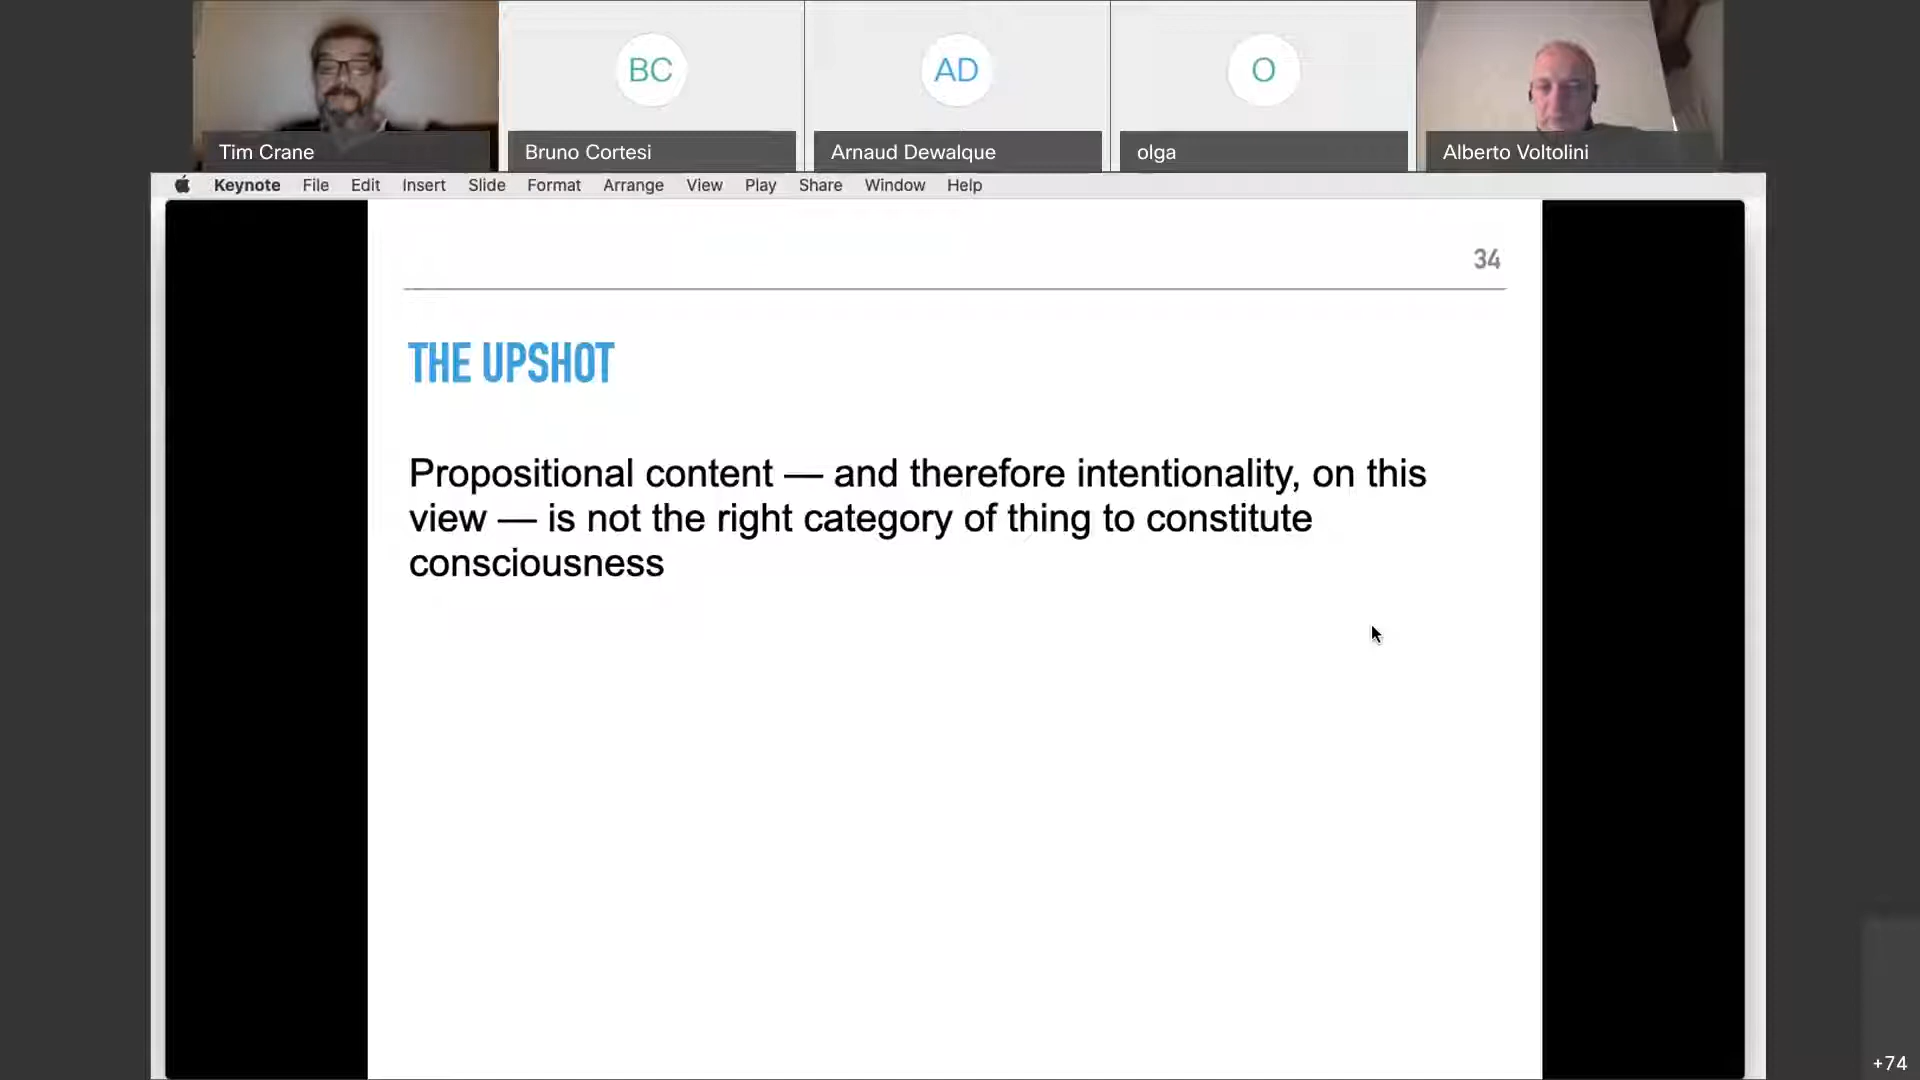 BC
AD
O
Tim Crane
Bruno Cortesi
Arnaud Dewalque
olga
Alberto Voltolini
Keynote File Edit Insert Slide Format Arrange View Play Share Window Help
34
THE UPSHOT
Propositional content — and therefore intentionality, on this
view — is not the right category of thing to constitute
consciousness
+74